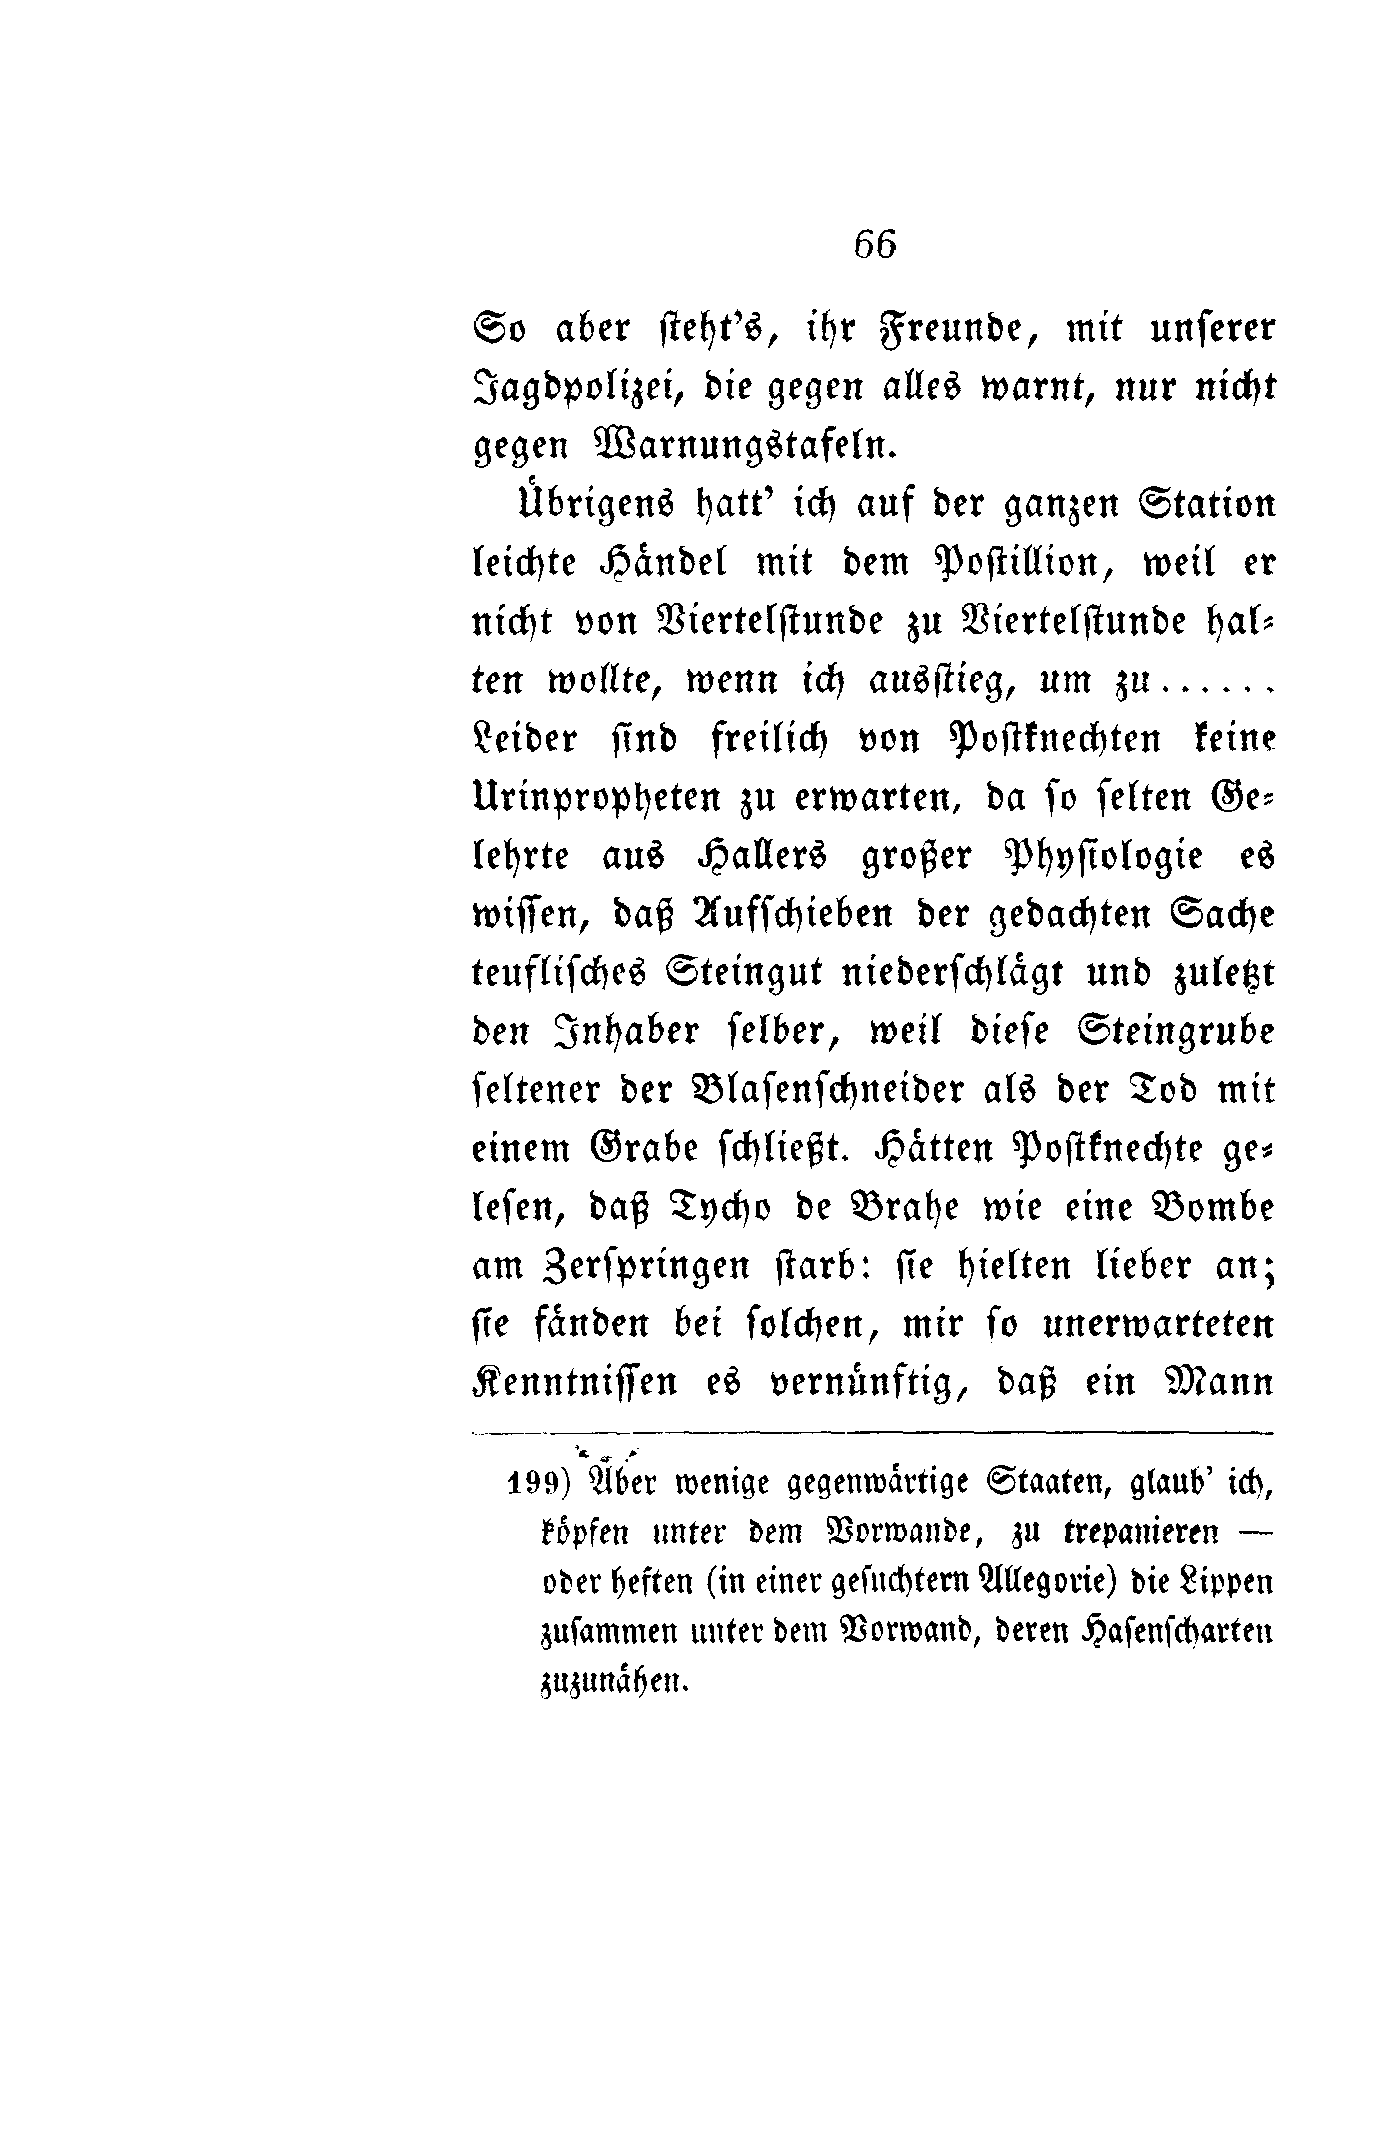 66
So aber ſteht's, ihr Freunde, mit unſerer
Jagdpolizei, die gegen alles warnt, nur nicht
gegen Warnungstafeln.
Übrigens hatt' ich auf der ganzen Station
leichte Händel mit dem Poſtillion, weil er
nicht von Viertelſtunde zu Viertelſtunde hal⸗
ten wollte, wenn ich ausſtieg, um zu......
Leider ſind freilich von Poſtknechten keine
Urinpropheten zu erwarten, da ſo ſelten Ge⸗
lehrte aus Hallers großer Phyſiologie es
wiſſen, daß Aufſchieben der gedachten Sache
teufliſches Steingut niederſchlägt und zuletzt
den Inhaber ſelber, weil dieſe Steingrube
ſeltener der Blaſenſchneider als der Tod mit
einem Grabe ſchließt. Hätten Poſtknechte ge⸗
leſen, daß Tycho de Brahe wie eine Bombe
am Zerſpringen ſtarb: ſie hielten lieber an;
ſie fänden bei ſolchen, mir ſo unerwarteten
Kenntniſſen es vernünftig, daß ein Mann
199) Aber wenige gegenwärtige Staaten, glaub' ich,
köpfen unter dem Vorwande, zu trepanieren —
oder heften (in einer geſuchtern Allegorie) die Lippen
zuſammen unter dem Vorwand, deren Haſenſcharten
zuzunähen.